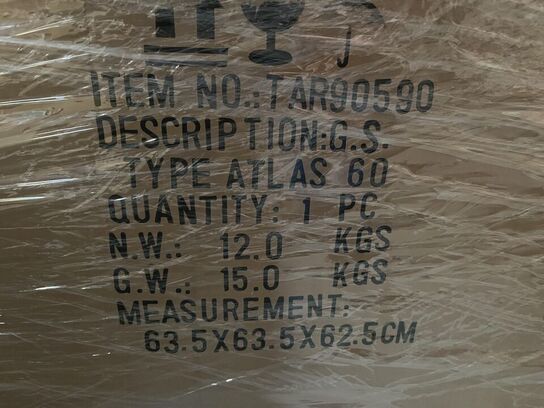 ITEM NO.:TAR90590
DESCRIPTION:G.S.
TYPE ATLAS 60
QUANTITY: 1 PC
N.W.: 12.0 KGS
G.W.: 15.0 KGS
MEASUREMENT:
63.5X63.5X62.5CM